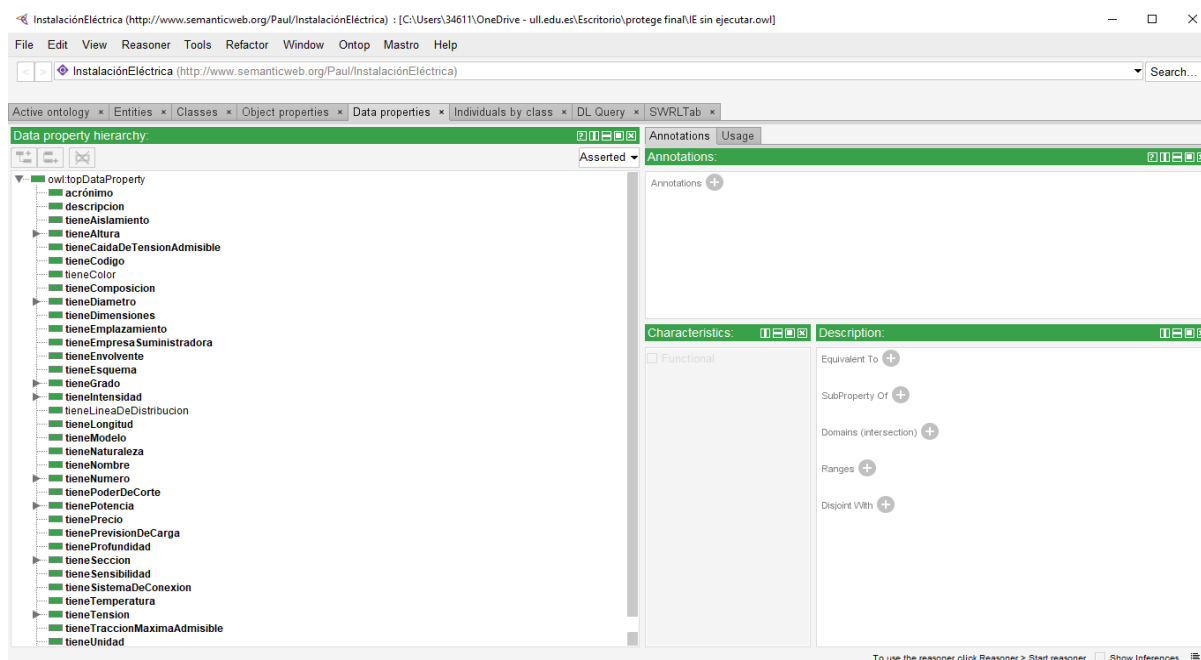 InstalaciónEléctrica (http://www.semanticweb.org/Paul/InstalaciónEléctrica) : [C:\Users\34611\OneDrive - ull.edu.es\Escritorio\protege final\IE sin ejecutar.owl]
File Edit View Reasoner Tools Refactor Window Ontop Mastro Help
< > InstalaciónEléctrica (http://www.semanticweb.org/Paul/InstalaciónEléctrica) Search...
Active ontology × Entities × Classes × Object properties × Data properties × Individuals by class × DL Query × SWRLTab ×
Data property hierarchy:
Asserted
owl:topDataProperty
acrónimo
descripcion
tieneAislamiento
tieneAltura
tieneCaidaDeTensionAdmisible
tieneCodigo
tieneColor
tieneComposicion
tieneDiametro
tieneDimensiones
tieneEmplazamiento
tieneEmpresaSuministradora
tieneEnvolvente
tieneEsquema
tieneGrado
tieneIntensidad
tieneLineaDeDistribucion
tieneLongitud
tieneModelo
tieneNaturaleza
tieneNombre
tieneNumero
tienePoderDeCorte
tienePotencia
tienePrecio
tienePrevisionDeCarga
tieneProfundidad
tieneSeccion
tieneSensibilidad
tieneSistemaDeConexion
tieneTemperatura
tieneTension
tieneTraccionMaximaAdmisible
tieneUnidad
Annotations Usage
Annotations:
Annotations
Characteristics:
Functional
Description:
Equivalent To
SubProperty Of
Domains (intersection)
Ranges
Disjoint With
To use the reasoner click Reasoner > Start reasoner Show Inferences